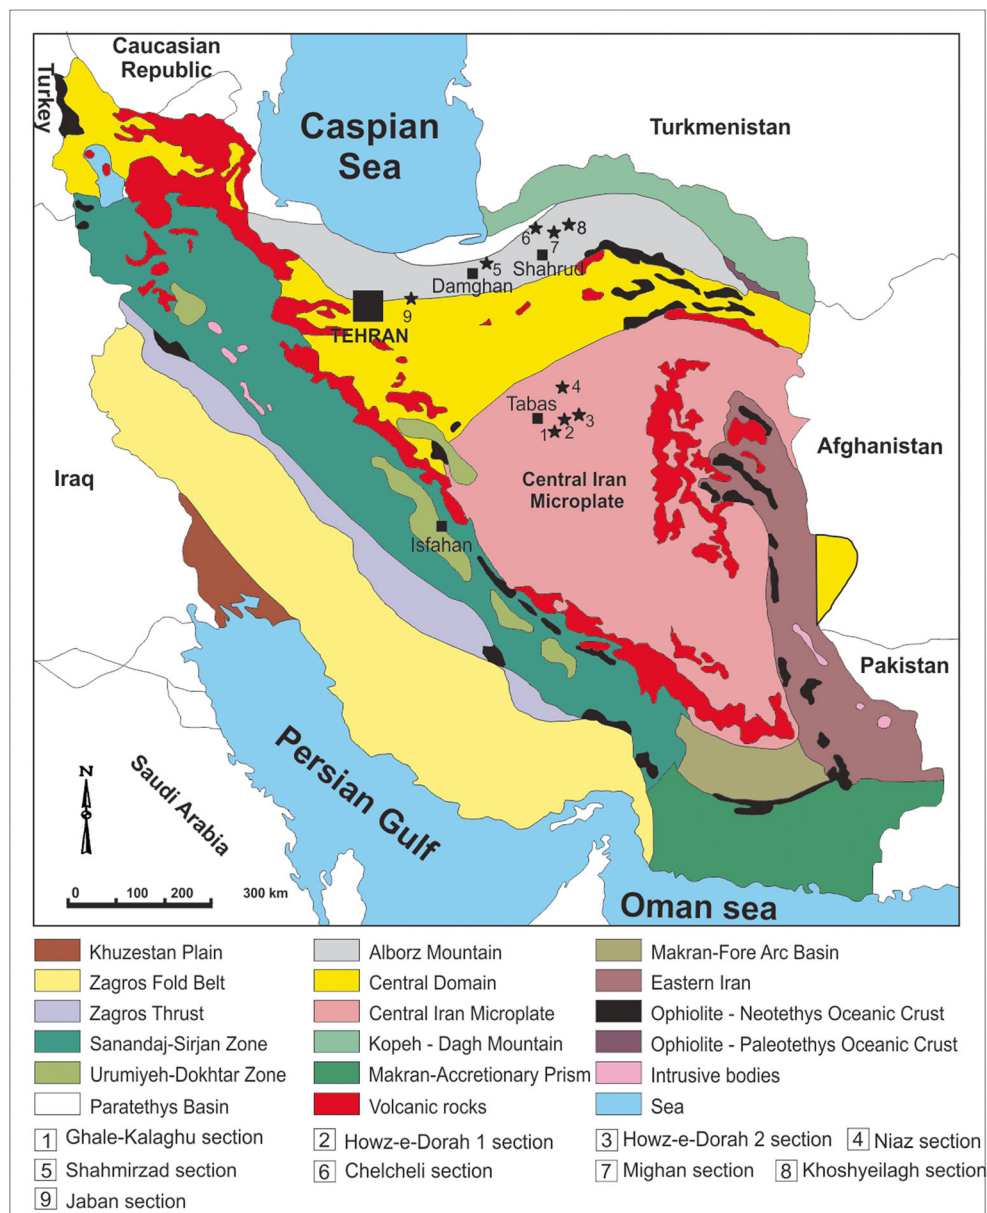 Caucasian
Republic
Turkey
Caspian
Sea
Turkmenistan
6
7
8
5
Shahrud
Damghan
9
TEHRAN
4
Tabas
1
2
3
Central Iran
Microplate
Afghanistan
Iraq
Isfahan
Pakistan
Persian Gulf
Saudi Arabia
N
0 100 200 300 km
Oman sea
Khuzestan Plain
Zagros Fold Belt
Zagros Thrust
Sanandaj-Sirjan Zone
Urumiyeh-Dokhtar Zone
Paratethys Basin
Alborz Mountain
Central Domain
Central Iran Microplate
Kopeh - Dagh Mountain
Makran-Accretionary Prism
Volcanic rocks
Makran-Fore Arc Basin
Eastern Iran
Ophiolite - Neotethys Oceanic Crust
Ophiolite - Paleotethys Oceanic Crust
Intrusive bodies
Sea
1 Ghale-Kalaghu section
2 Howz-e-Dorah 1 section
3 Howz-e-Dorah 2 section
4 Niaz section
5 Shahmirzad section
6 Chelcheli section
7 Mighan section
8 Khoshyeilagh section
9 Jaban section